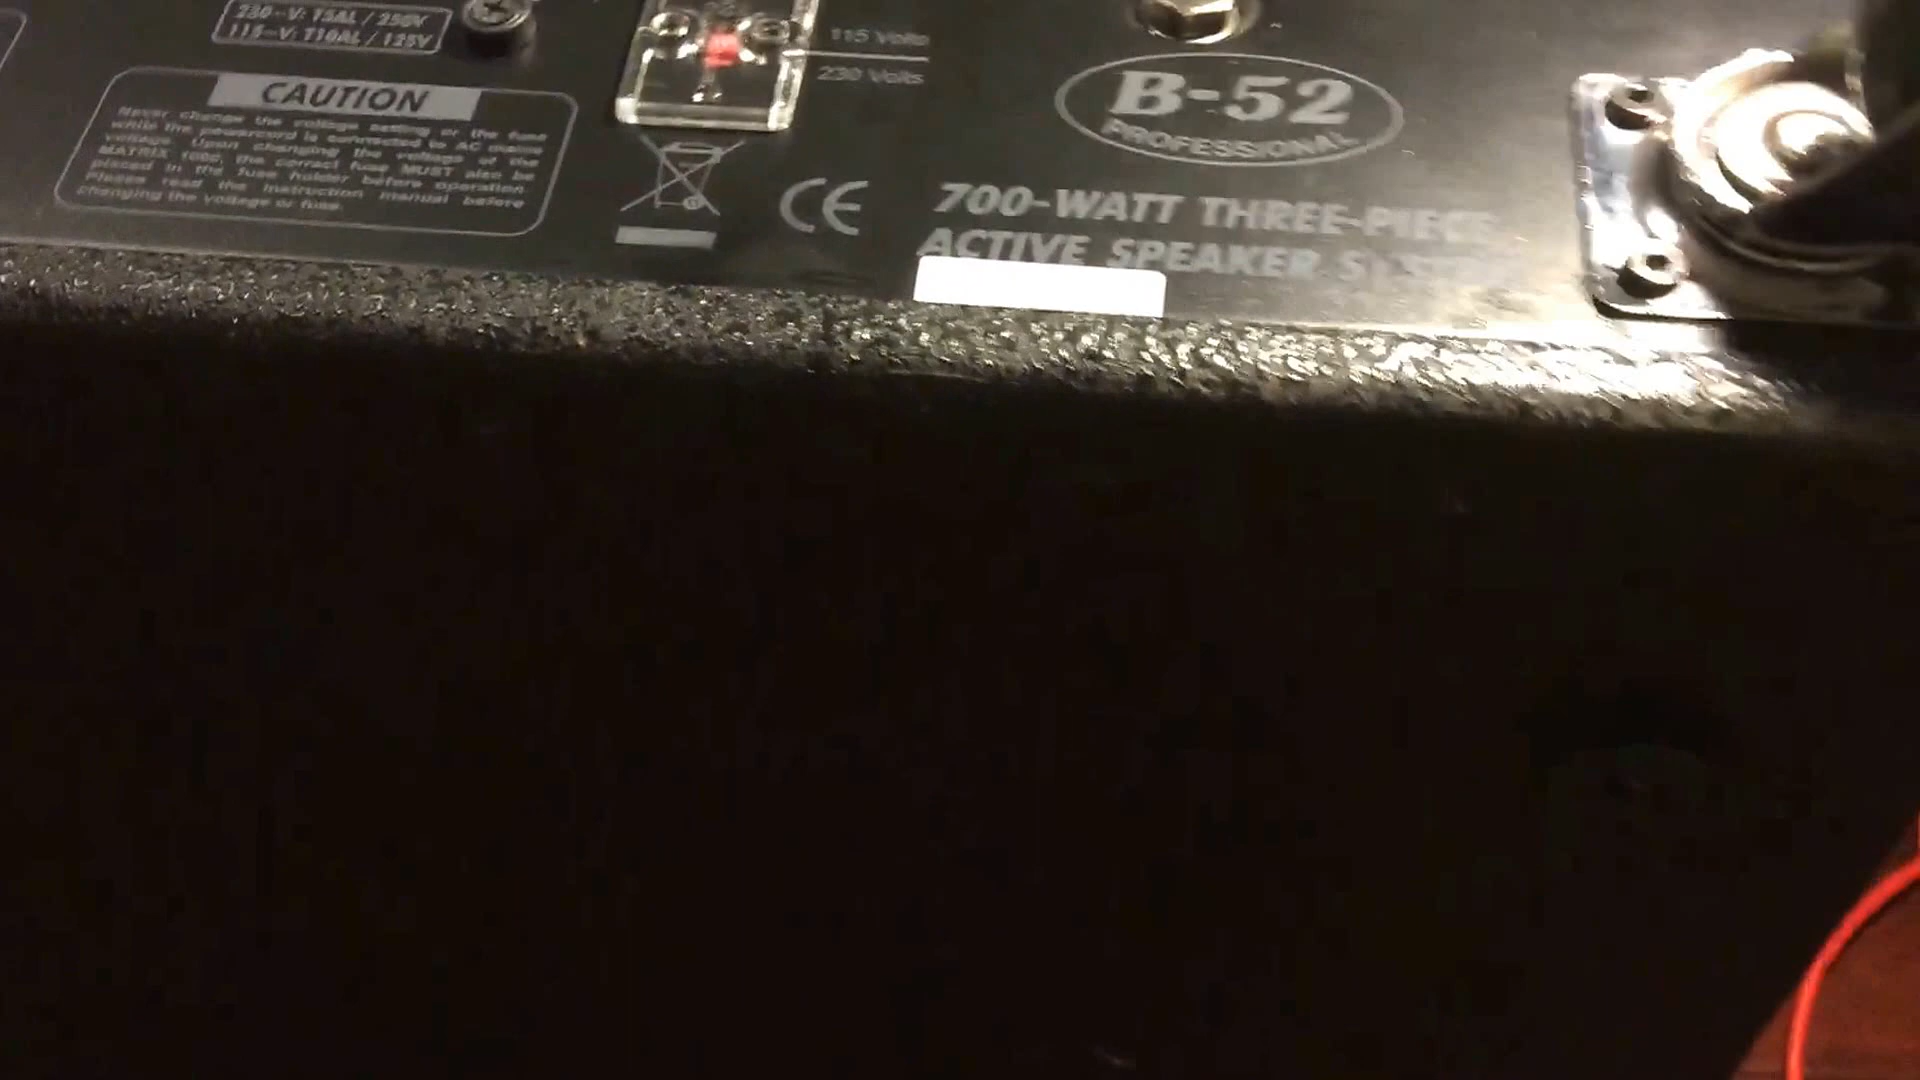 230~V: T5AL / 250V
115~V: T10AL / 125V
CAUTION
Never change the voltage setting or the fuse
while the powercord is connected to AC mains
voltage. Upon changing the voltage of the
MATRIX 1000, the correct fuse MUST also be
placed in the fuse holder before operation.
Please read the instruction manual before
changing the voltage or fuse.
115 Volts
230 Volts
CE
B-52
PROFESSIONAL
700-WATT THREE-PIECE
ACTIVE SPEAKER